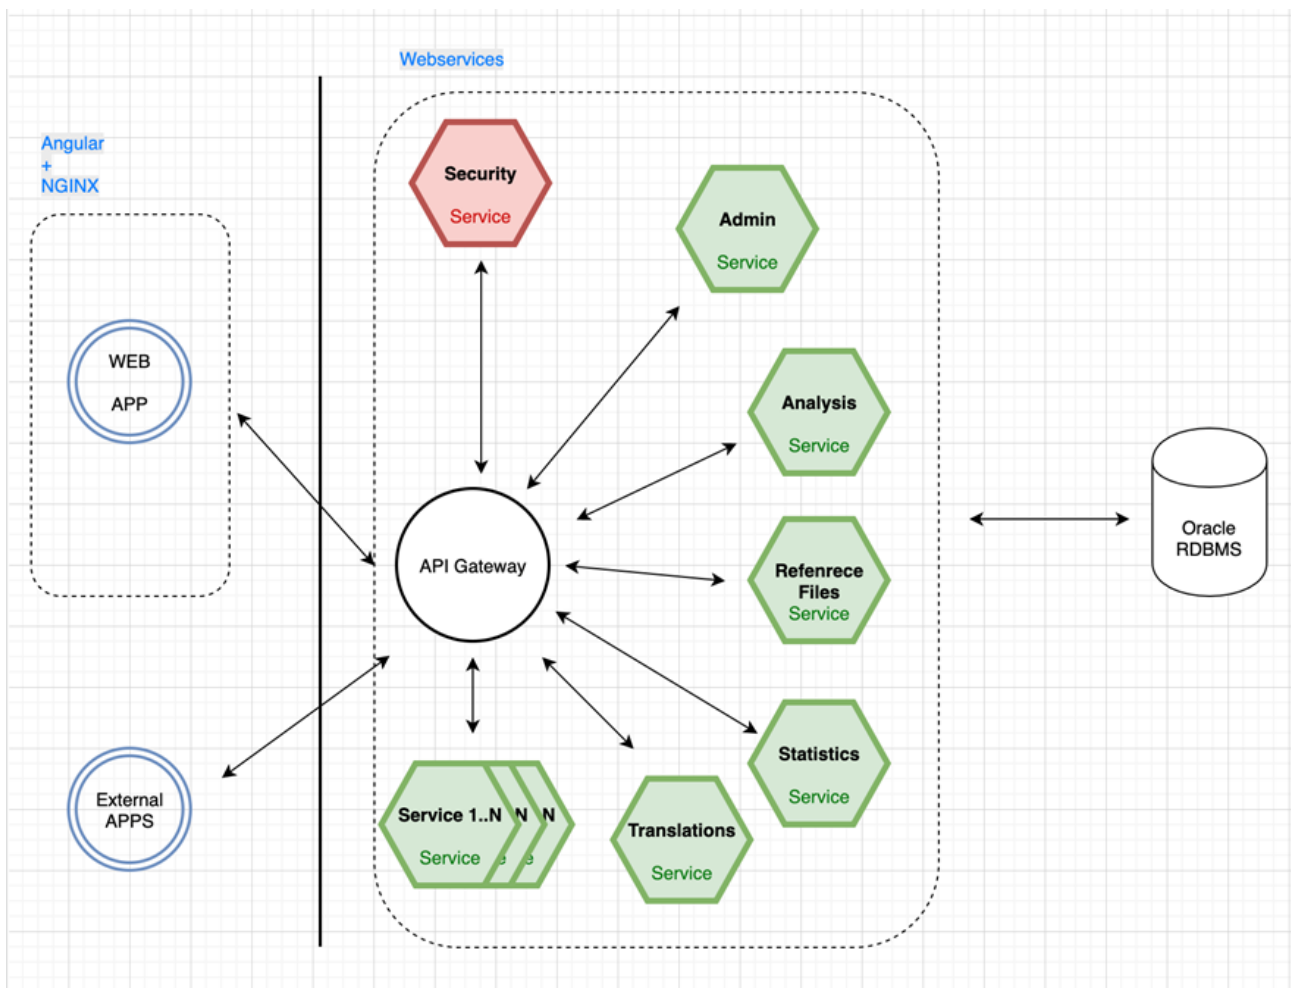 Webservices
Angular
+
NGINX
Security
Service
Admin
Service
WEB
APP
Analysis
Service
API Gateway
Oracle
RDBMS
Refenrece
Files
Service
External
APPS
Service 1..N
N
N
Service
e
e
Translations
Service
Statistics
Service